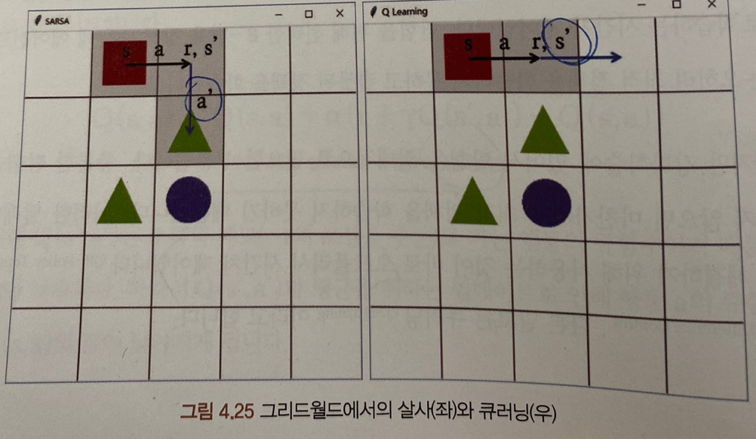 SARSA
s a r, s'
a'
Q Learning
s a r, s'
그림 4.25 그리드월드에서의 살사(좌)와 큐러닝(우)